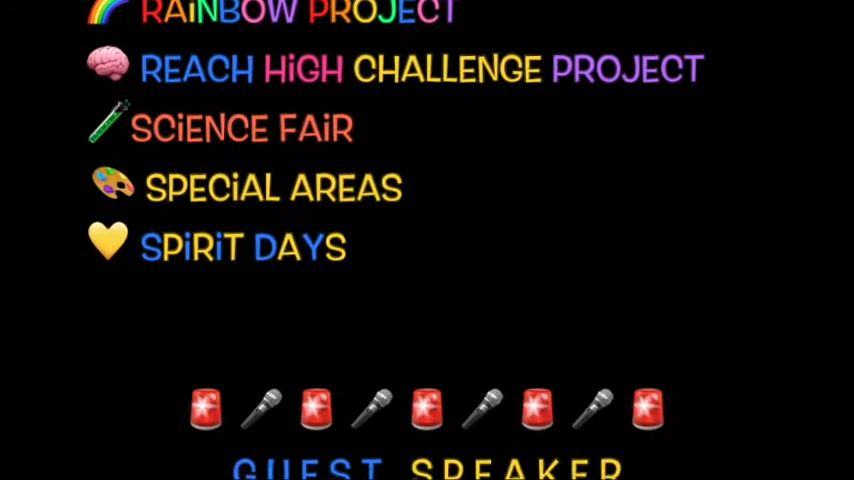 RAiNBOW PROJECT
REACH HiGH CHALLENGE PROJECT
SCiENCE FAiR
SPECiAL AREAS
SPiRiT DAYS
GUEST SPEAKER